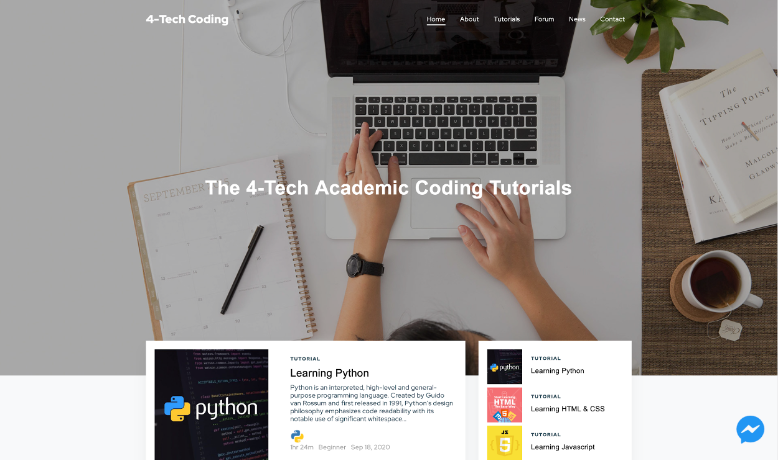 4-Tech Coding
Home About Tutorials Forum News Contact
The
TIPPING POINT
SEPTEMBER
The 4-Tech Academic Coding Tutorials
TUTORIAL
Learning Python
Python is an interpreted, high-level and general-
purpose programming language. Created by Guido
van Rossum and first released in 1991, Python's design
philosophy emphasizes code readability with its
notable use of significant whitespace...
1hr 24m Beginner Sep 18, 2020
python
TUTORIAL
Learning Python
python
TUTORIAL
Learning HTML & CSS
HTML
TUTORIAL
Learning Javascript
JS